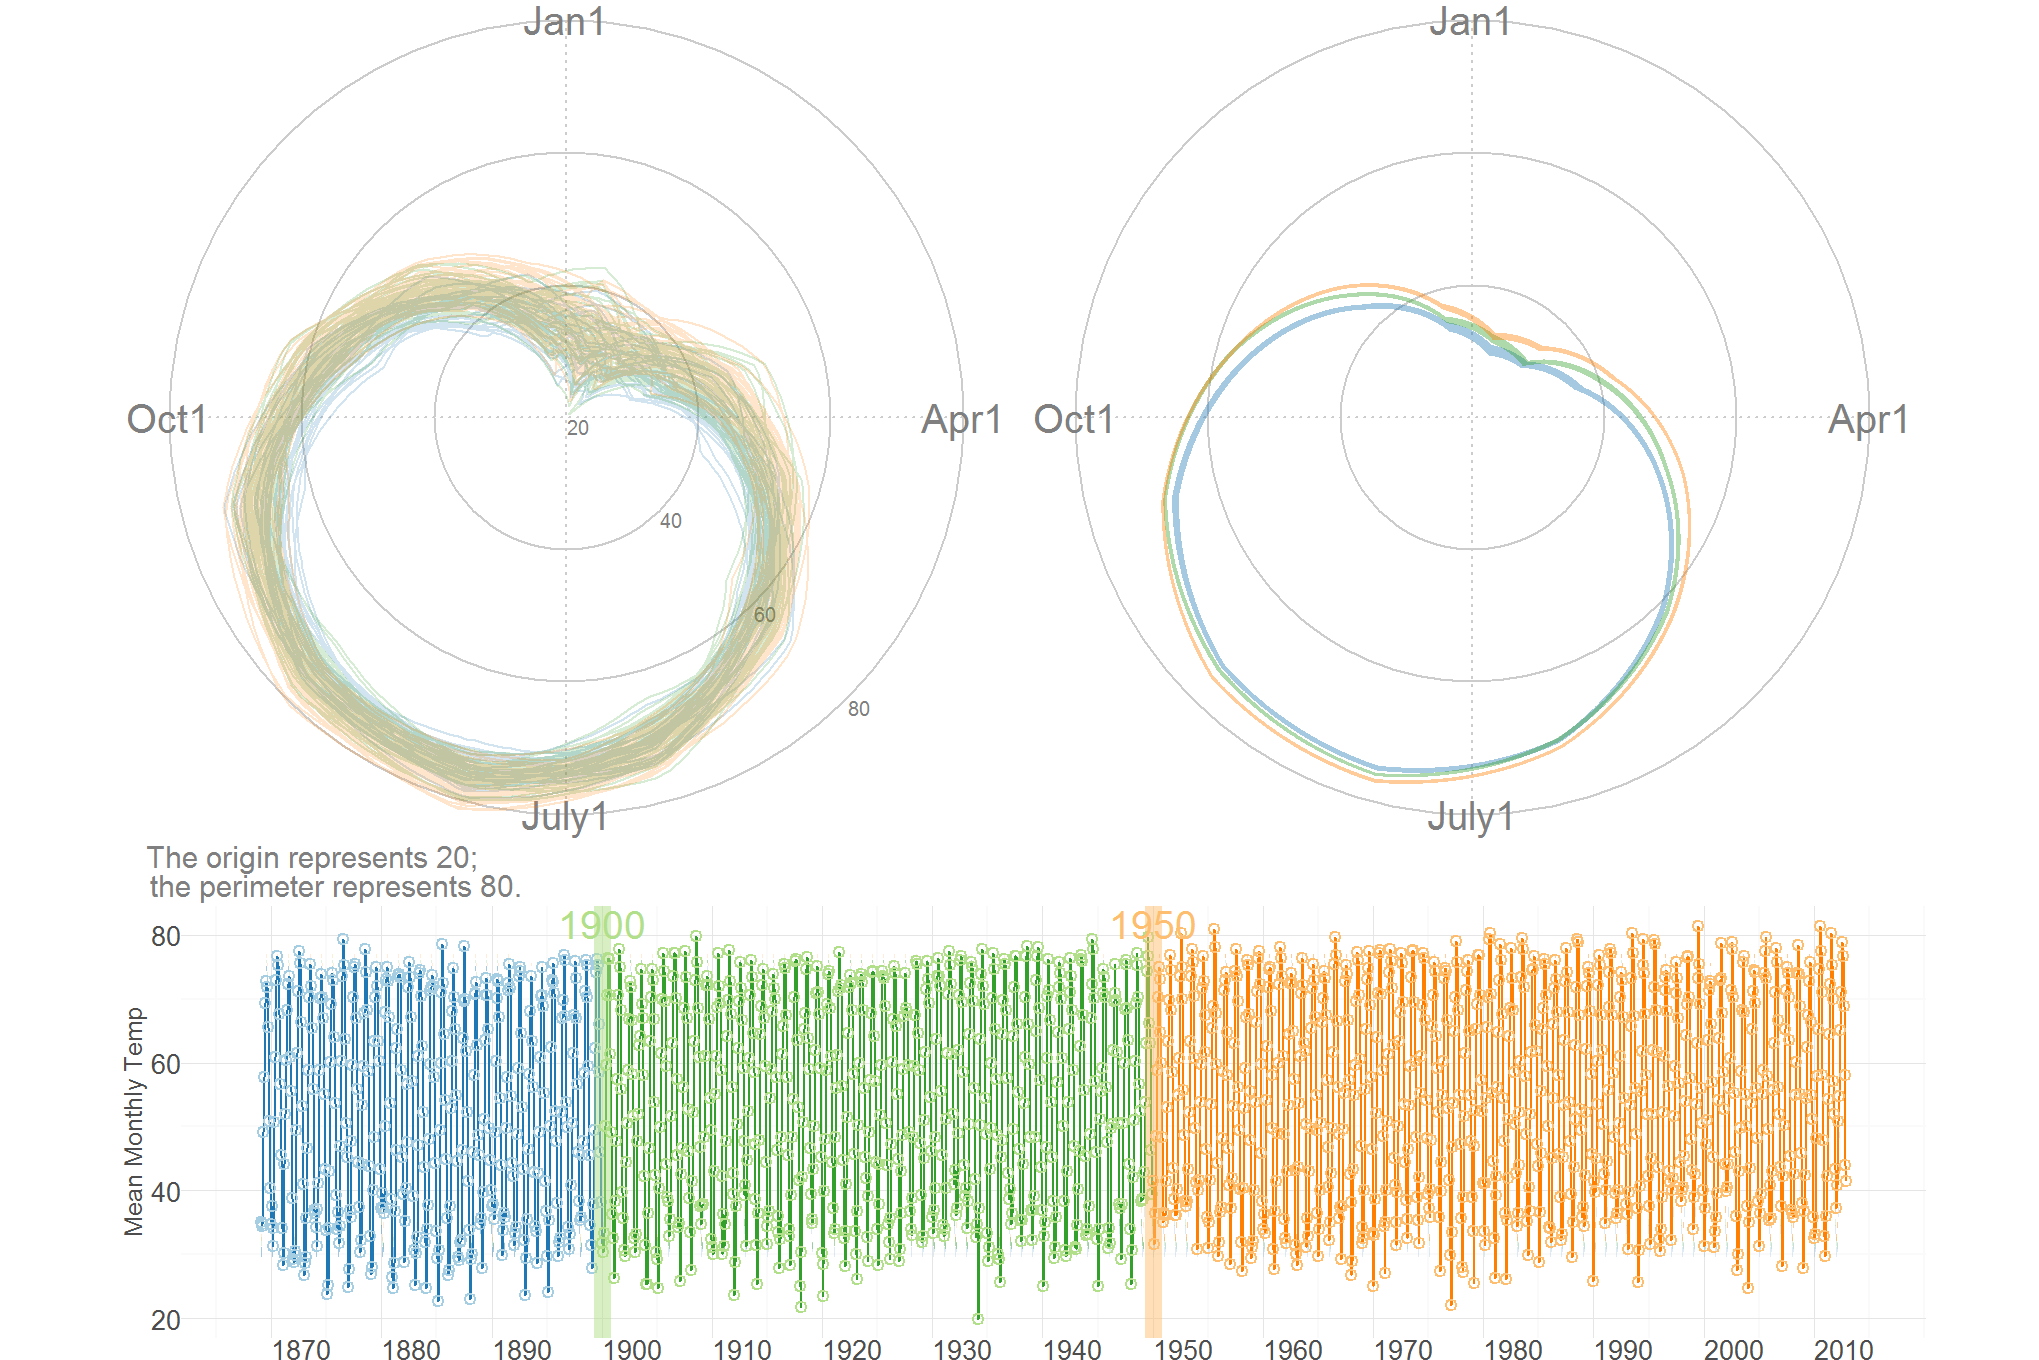 Jan1
Oct1
Apr1
July1
20
40
60
80
Jan1
Oct1
Apr1
July1
The origin represents 20;
the perimeter represents 80.
1900
1950
Mean Monthly Temp
80
60
40
20
1870 1880 1890 1900 1910 1920 1930 1940 1950 1960 1970 1980 1990 2000 2010